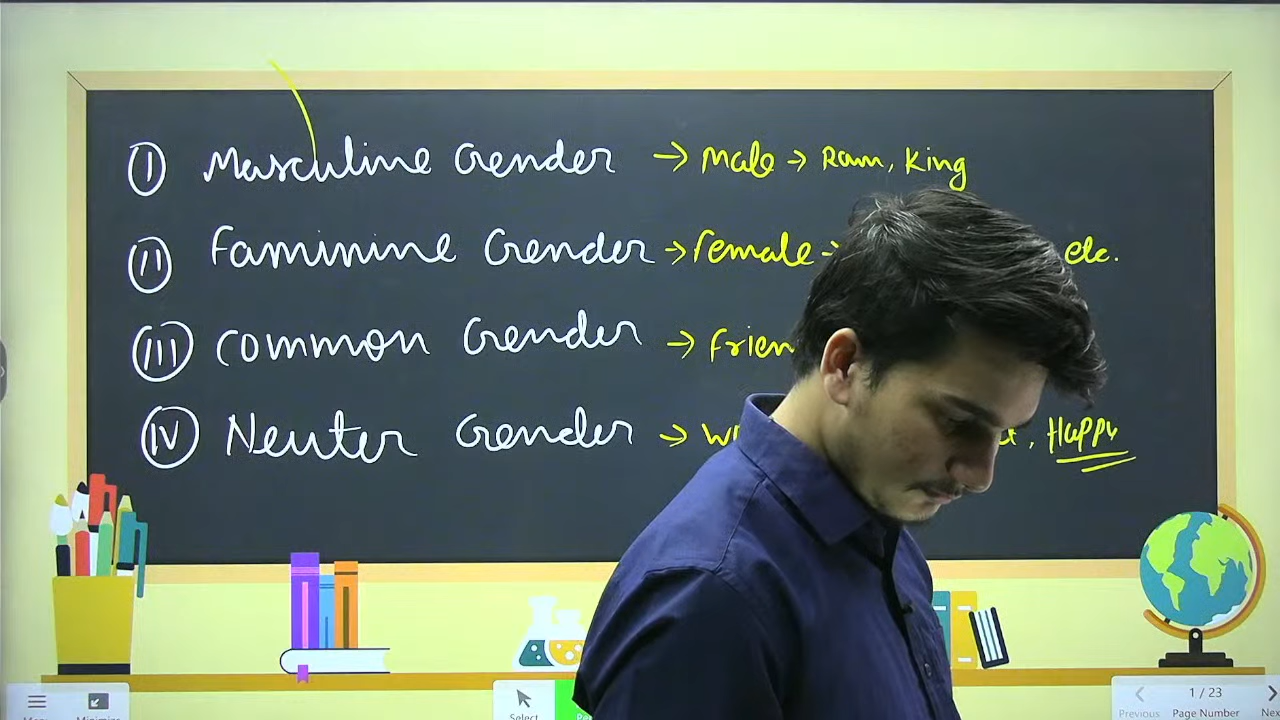 I Masculine Gender → Male → Ram, King
II Faminine Gender → Female → etc.
III Common Gender → Frien
IV Neuter Gender → , Happy
Select
1 / 23
Previous Page Number